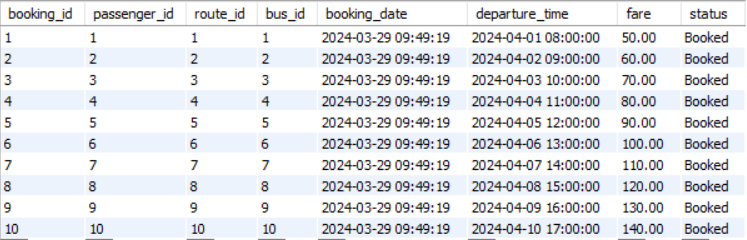 booking_id passenger_id route_id bus_id booking_date departure_time fare status
1 1 1 1 2024-03-29 09:49:19 2024-04-01 08:00:00 50.00 Booked
2 2 2 2 2024-03-29 09:49:19 2024-04-02 09:00:00 60.00 Booked
3 3 3 3 2024-03-29 09:49:19 2024-04-03 10:00:00 70.00 Booked
4 4 4 4 2024-03-29 09:49:19 2024-04-04 11:00:00 80.00 Booked
5 5 5 5 2024-03-29 09:49:19 2024-04-05 12:00:00 90.00 Booked
6 6 6 6 2024-03-29 09:49:19 2024-04-06 13:00:00 100.00 Booked
7 7 7 7 2024-03-29 09:49:19 2024-04-07 14:00:00 110.00 Booked
8 8 8 8 2024-03-29 09:49:19 2024-04-08 15:00:00 120.00 Booked
9 9 9 9 2024-03-29 09:49:19 2024-04-09 16:00:00 130.00 Booked
10 10 10 10 2024-03-29 09:49:19 2024-04-10 17:00:00 140.00 Booked